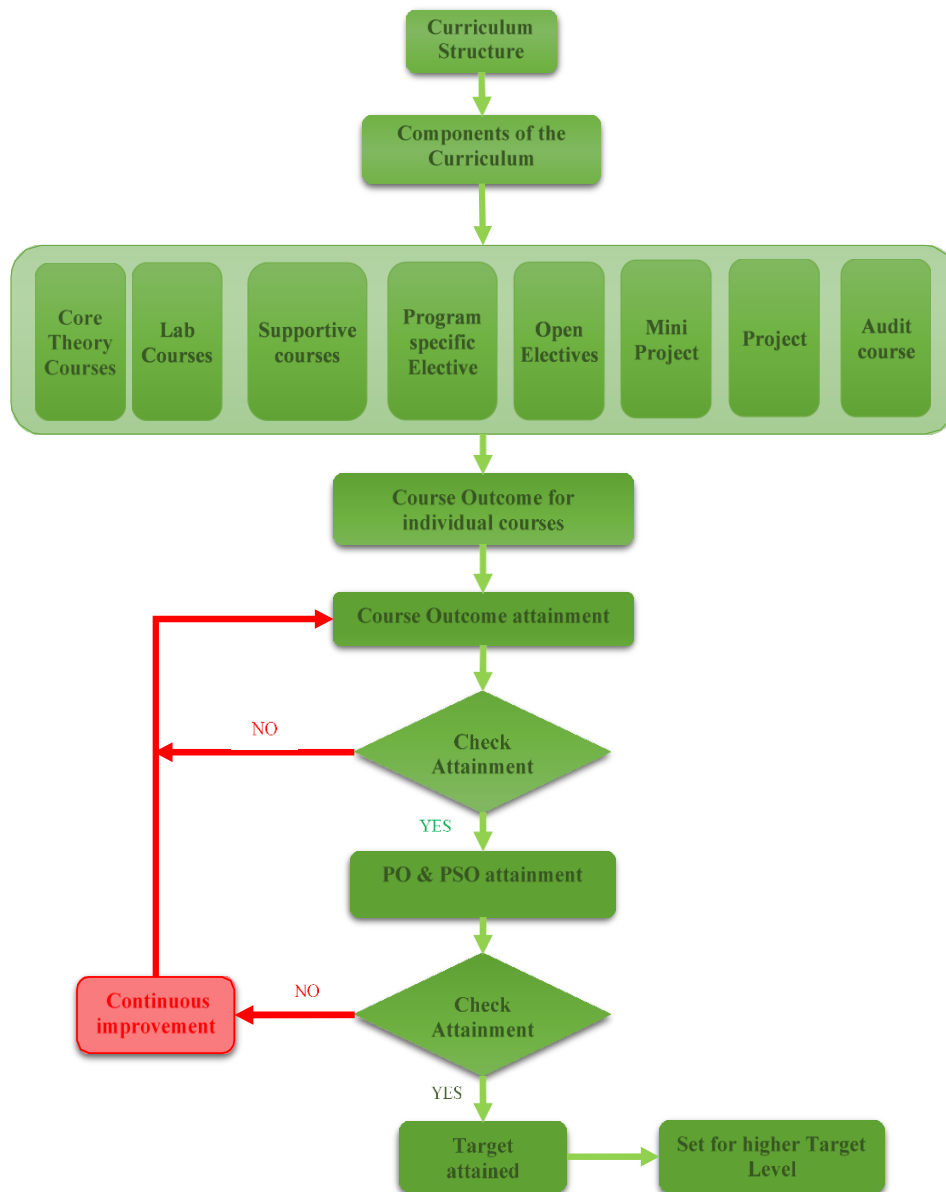 Curriculum
Structure
Components of the
Curriculum
Core
Theory
Courses
Lab
Courses
Supportive
courses
Program
specific
Elective
Open
Electives
Mini
Project
Project
Audit
course
Course Outcome for
individual courses
Course Outcome attainment
NO
Check
Attainment
YES
PO & PSO attainment
Continuous
improvement
NO
Check
Attainment
YES
Target
attained
Set for higher Target
Level